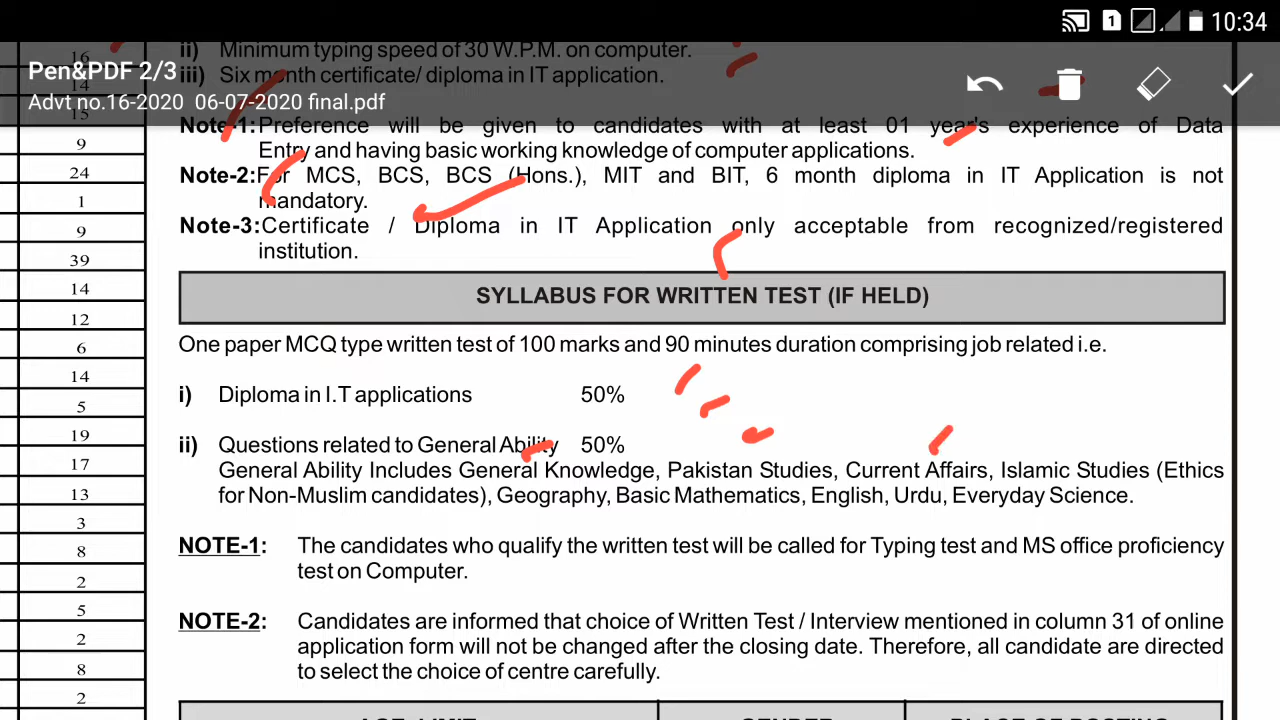 1 10:34
16 ii) Minimum typing speed of 30 W.P.M. on computer.
Pen&PDF 2/3
14 iii) Six month certificate/ diploma in IT application.
Advt no.16-2020 06-07-2020 final.pdf
15 Note-1: Preference will be given to candidates with at least 01 year's experience of Data
9 Entry and having basic working knowledge of computer applications.
24 Note-2: For MCS, BCS, BCS (Hons.), MIT and BIT, 6 month diploma in IT Application is not
1 mandatory.
9 Note-3: Certificate / Diploma in IT Application only acceptable from recognized/registered
39 institution.
14 SYLLABUS FOR WRITTEN TEST (IF HELD)
12
6 One paper MCQ type written test of 100 marks and 90 minutes duration comprising job related i.e.
14
5 i) Diploma in I.T applications 50%
19 ii) Questions related to General Ability 50%
17 General Ability Includes General Knowledge, Pakistan Studies, Current Affairs, Islamic Studies (Ethics
13 for Non-Muslim candidates), Geography, Basic Mathematics, English, Urdu, Everyday Science.
3
8 NOTE-1: The candidates who qualify the written test will be called for Typing test and MS office proficiency
2 test on Computer.
5 NOTE-2: Candidates are informed that choice of Written Test / Interview mentioned in column 31 of online
2 application form will not be changed after the closing date. Therefore, all candidate are directed
8 to select the choice of centre carefully.
2
AGE LIMIT GENDER PLACE OF POSTING